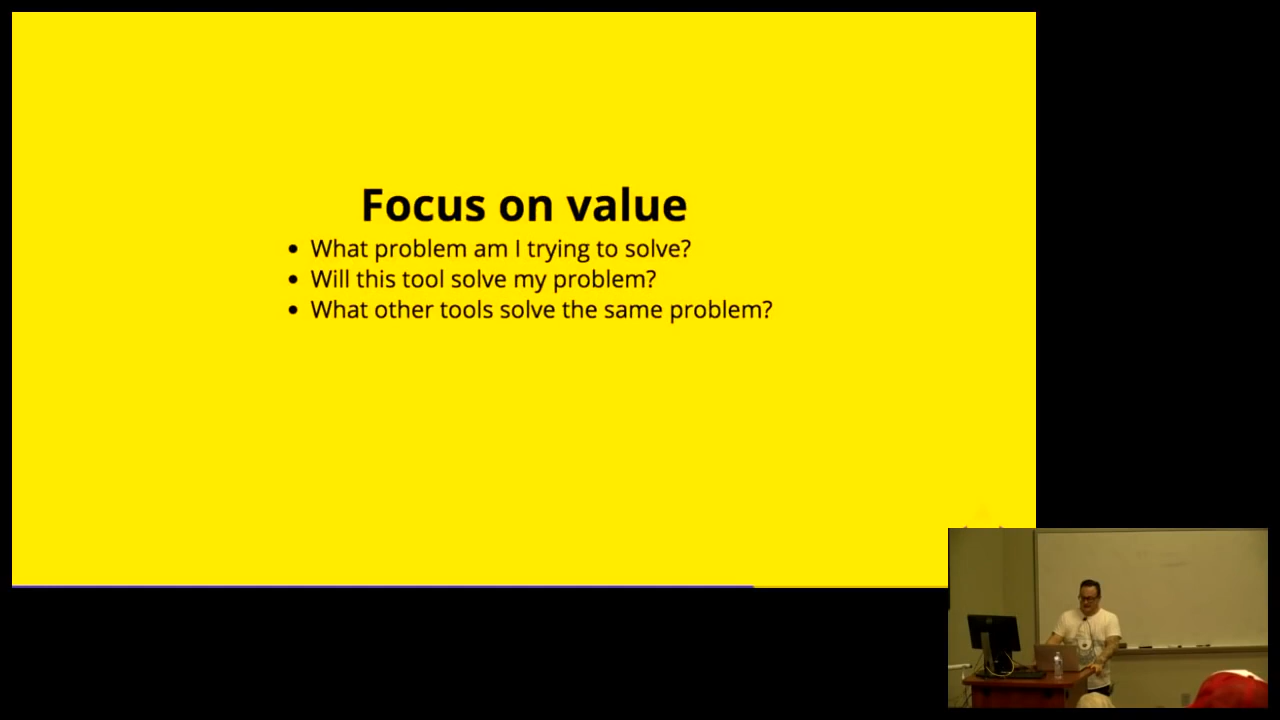 Focus on value
• What problem am I trying to solve?
• Will this tool solve my problem?
• What other tools solve the same problem?